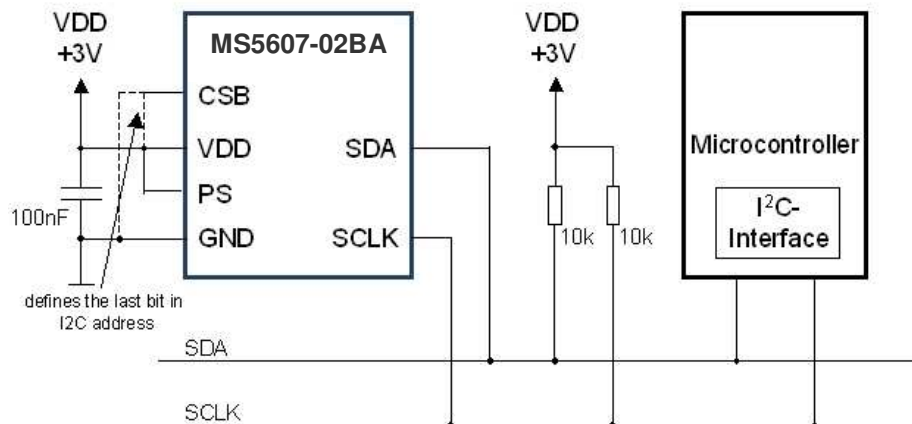 VDD
+3V
MS5607-02BA
CSB
VDD
PS
GND
SDA
SCLK
100nF
defines the last bit in
I2C address
VDD
+3V
10k
10k
Microcontroller
I²C-
Interface
SDA
SCLK